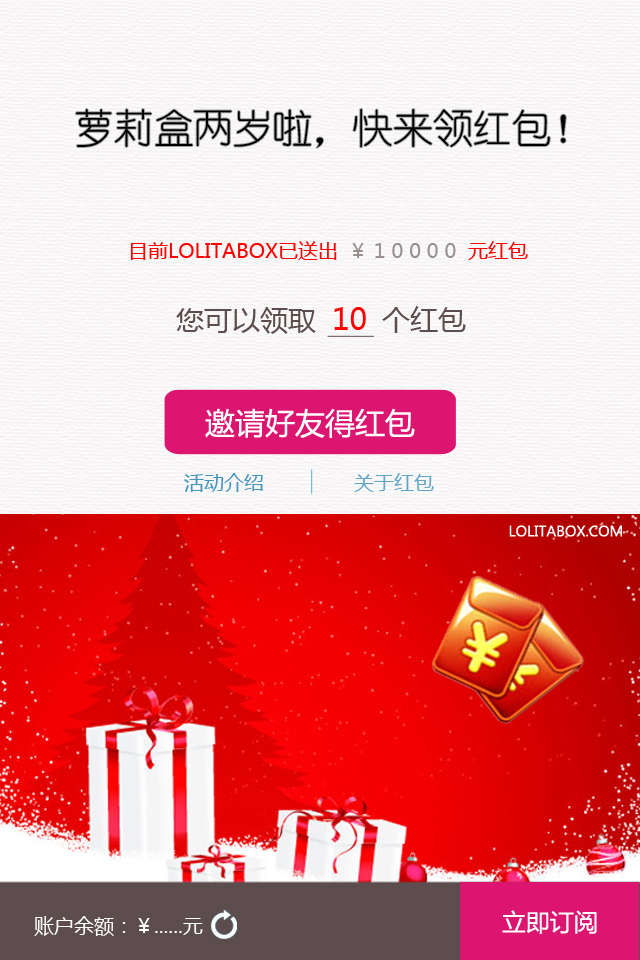 萝莉盒两岁啦，快来领红包！
目前LOLITABOX已送出 ¥ 10000 元红包
您可以领取 10 个红包
邀请好友得红包
活动介绍 | 关于红包
LOLITABOX.COM
¥
¥
账户余额：¥ ......元
立即订阅